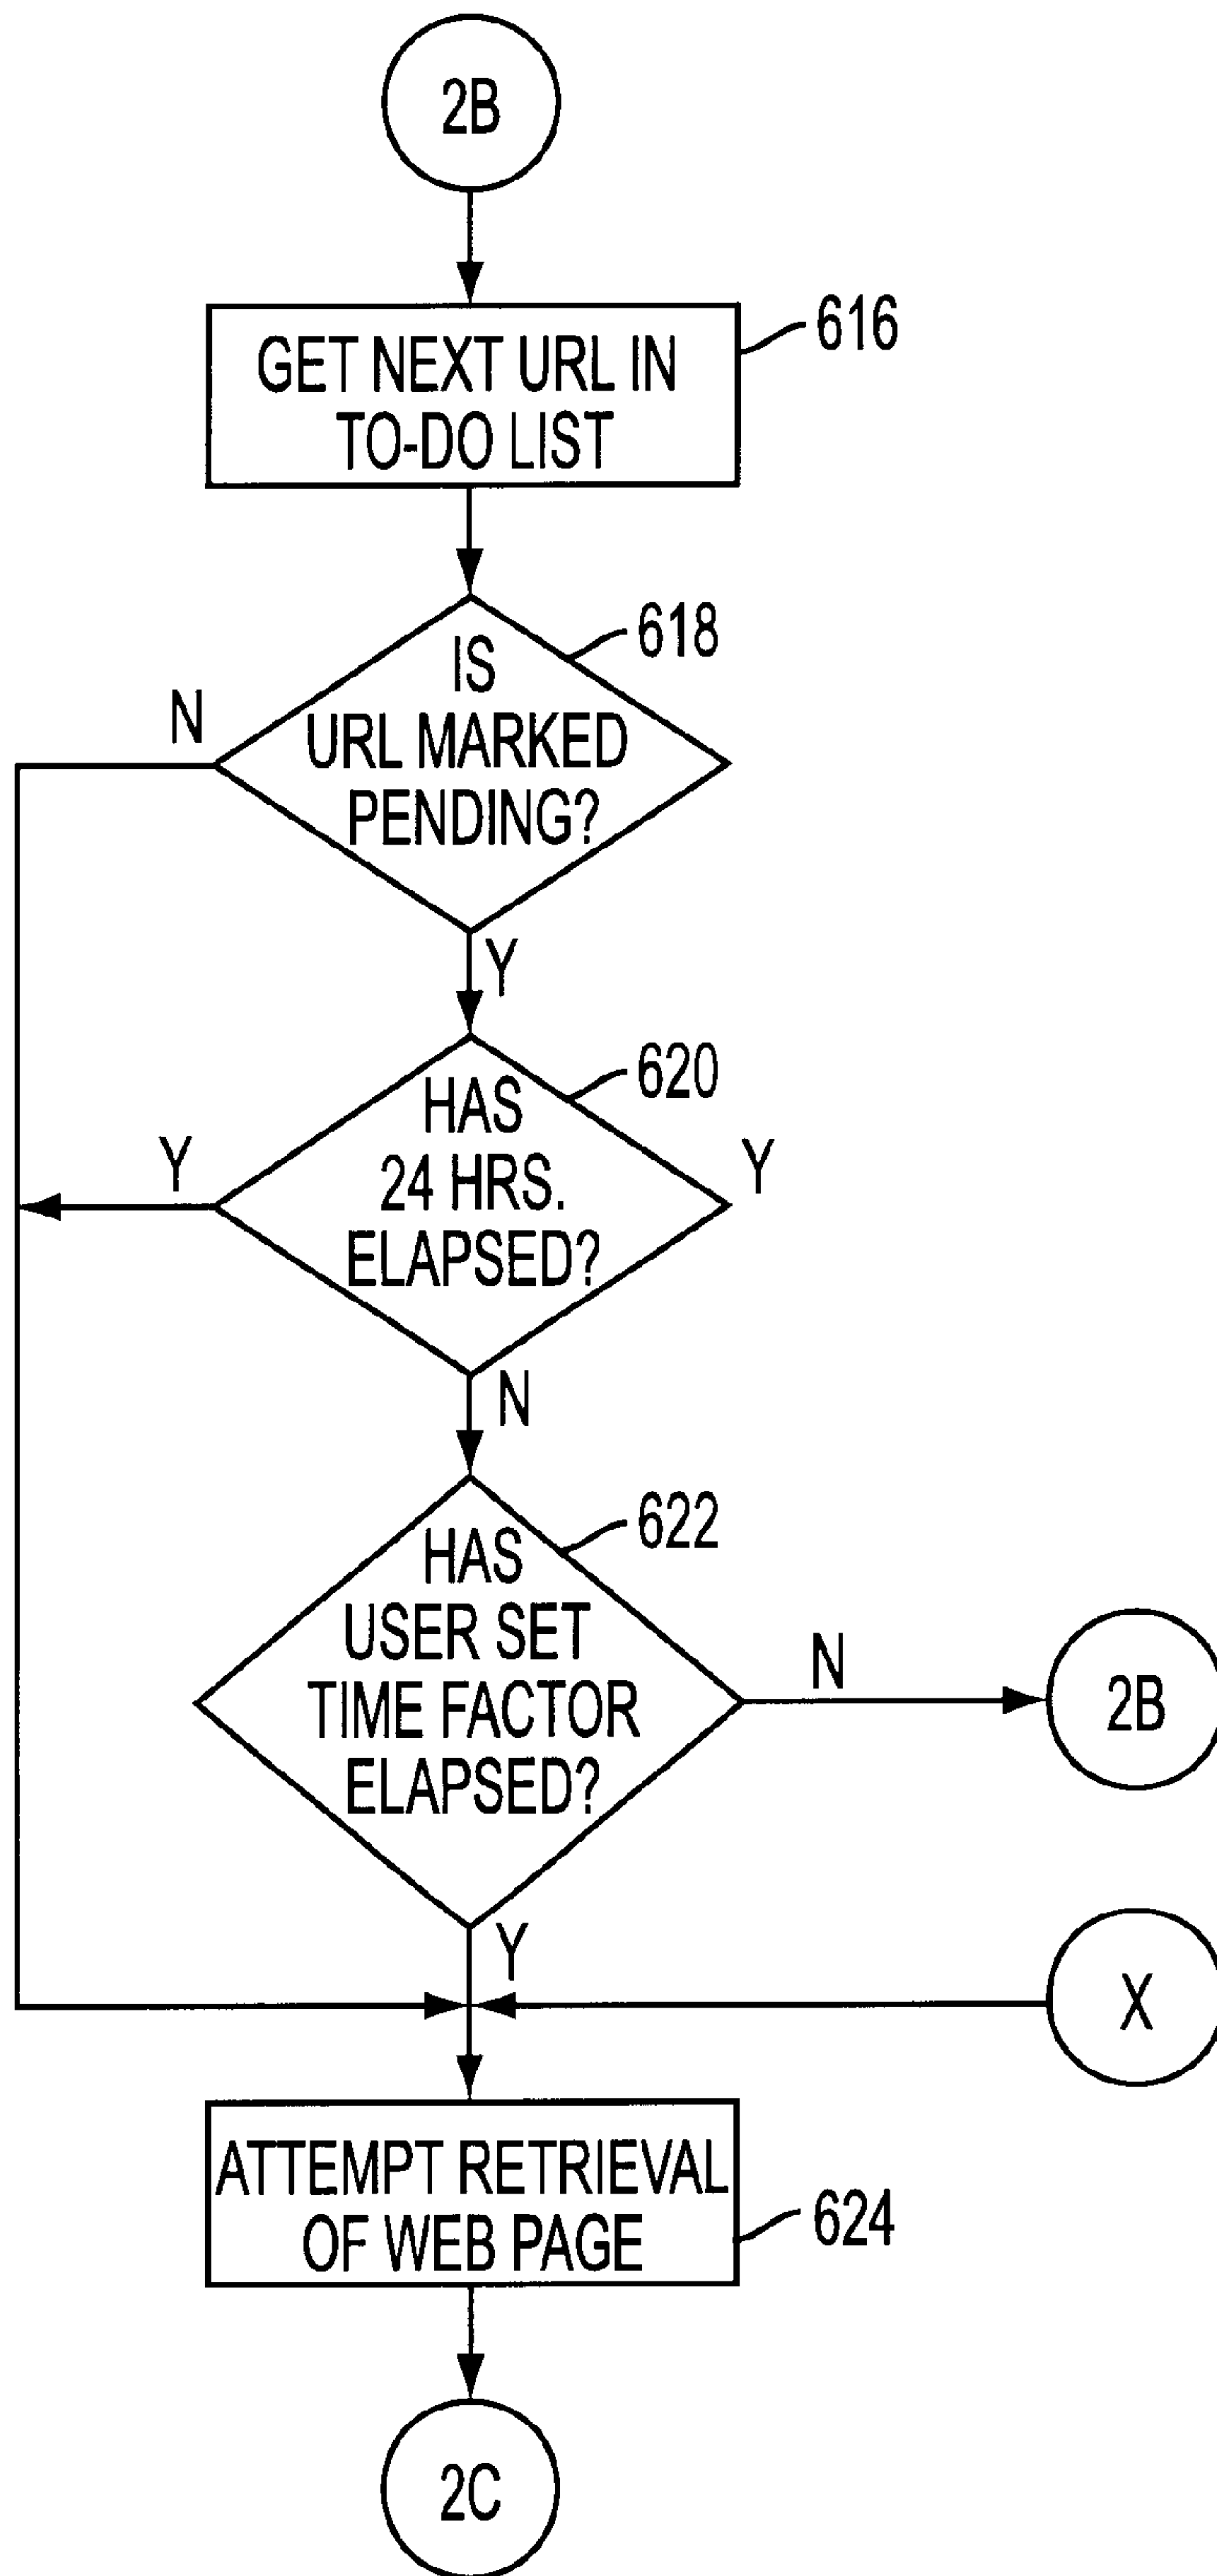 2B
GET NEXT URL IN
TO-DO LIST
616
618
IS
URL MARKED
PENDING?
N
Y
620
HAS
24 HRS.
ELAPSED?
Y
Y
N
622
HAS
USER SET
TIME FACTOR
ELAPSED?
N
2B
Y
X
ATTEMPT RETRIEVAL
OF WEB PAGE
624
2C